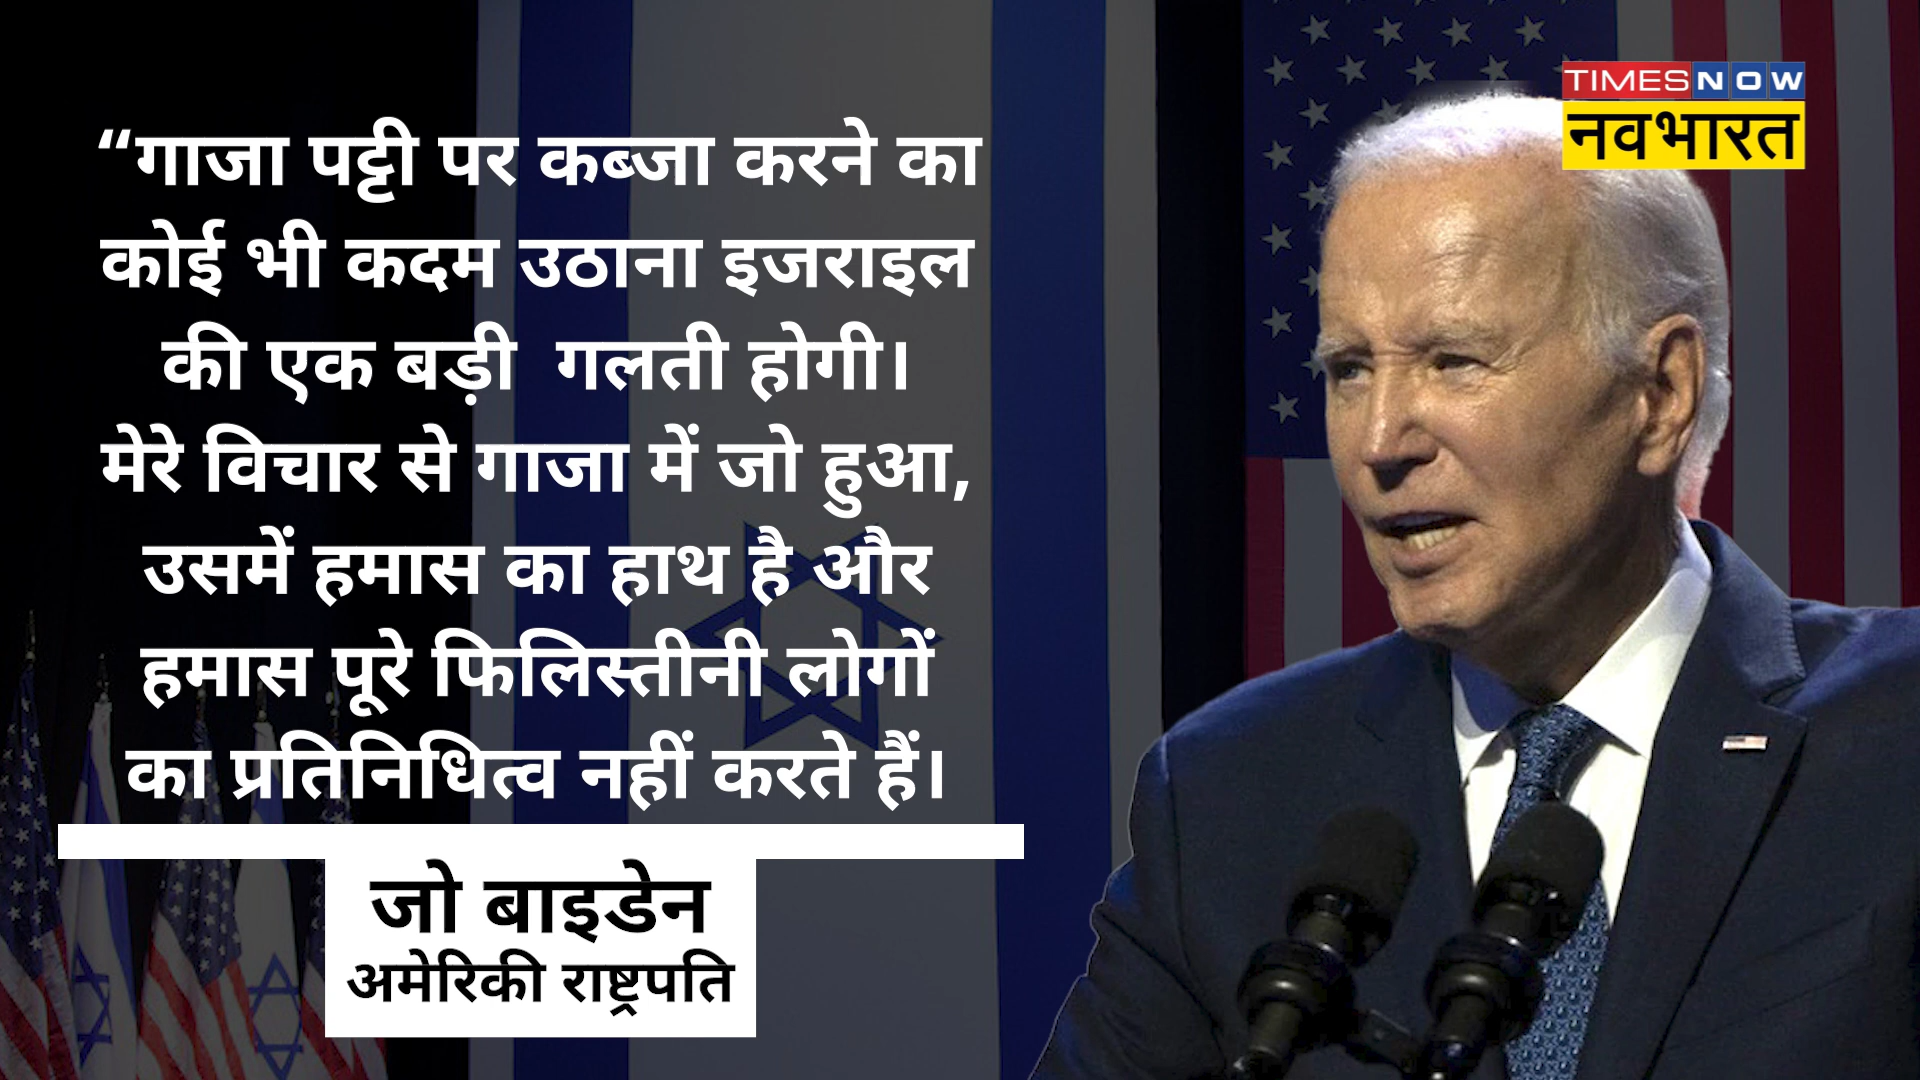 TIMES NOW
नवभारत
“गाजा पट्टी पर कब्जा करने का
कोई भी कदम उठाना इजराइल
की एक बड़ी गलती होगी।
मेरे विचार से गाजा में जो हुआ,
उसमें हमास का हाथ है और
हमास पूरे फिलिस्तीनी लोगों
का प्रतिनिधित्व नहीं करते हैं।
जो बाइडेन
अमेरिकी राष्ट्रपति